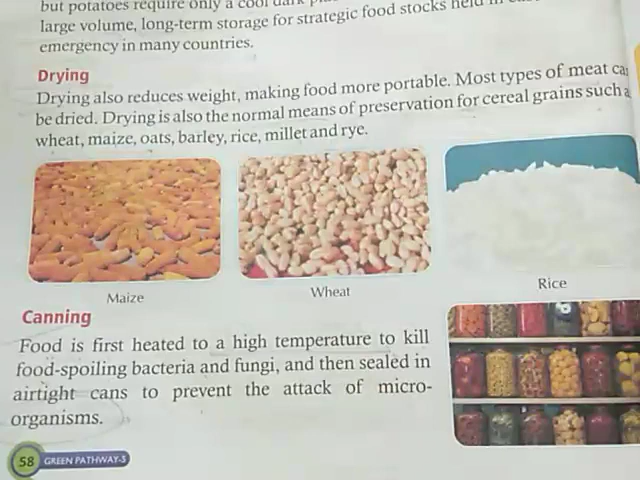 but potatoes require only a cool dark
large volume, long-term storage for strategic food stocks held in
emergency in many countries.
Drying
Drying also reduces weight, making food more portable. Most types of meat
be dried. Drying is also the normal means of preservation for cereal grains such
wheat, maize, oats, barley, rice, millet and rye.
Maize
Wheat
Rice
Canning
Food is first heated to a high temperature to kill
food-spoiling bacteria and fungi, and then sealed in
airtight cans to prevent the attack of micro-
organisms.
58 GREEN PATHWAY-5